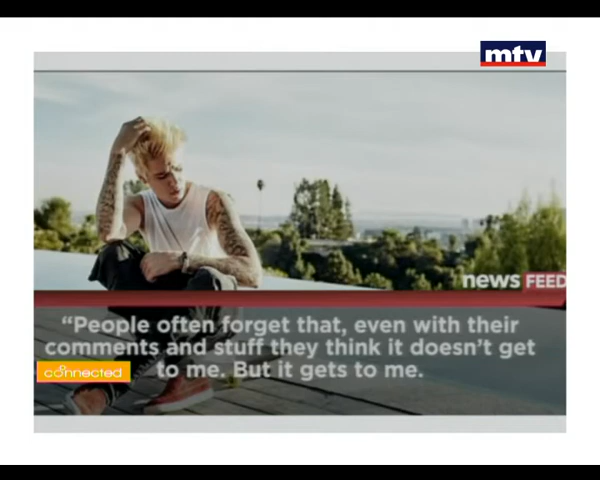 mtv
news FEED
“People often forget that, even with their
comments and stuff they think it doesn’t get
to me. But it gets to me.
connected